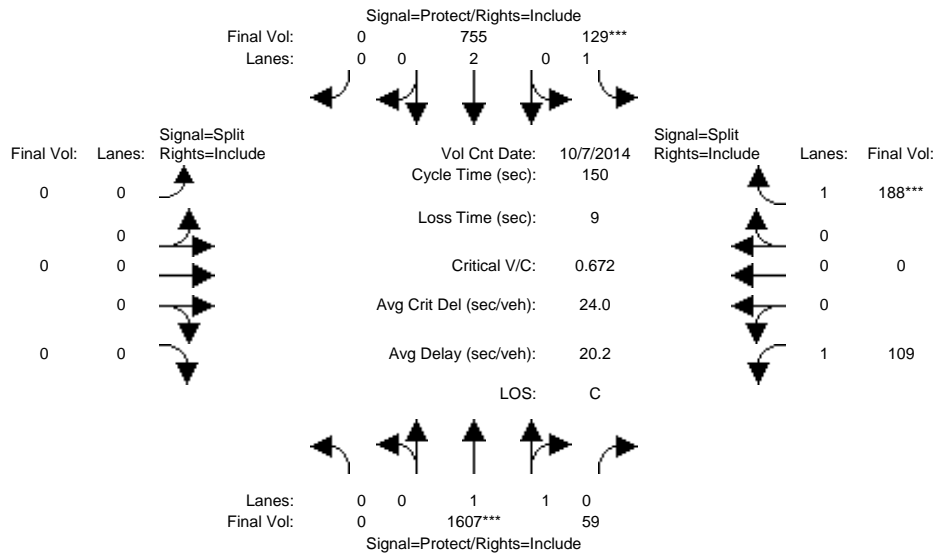 Signal=Protect/Rights=Include
Final Vol: 0 755 129***
Lanes: 0 0 2 0 1
Signal=Split
Final Vol: Lanes: Rights=Include
Vol Cnt Date: 10/7/2014
Signal=Split
Rights=Include Lanes: Final Vol:
Cycle Time (sec): 150
0 0
1 188***
Loss Time (sec): 9
0
0
0 0
Critical V/C: 0.672
0 0
0
Avg Crit Del (sec/veh): 24.0
0
0 0
Avg Delay (sec/veh): 20.2
1 109
LOS: C
Lanes: 0 0 1 1 0
Final Vol: 0 1607*** 59
Signal=Protect/Rights=Include